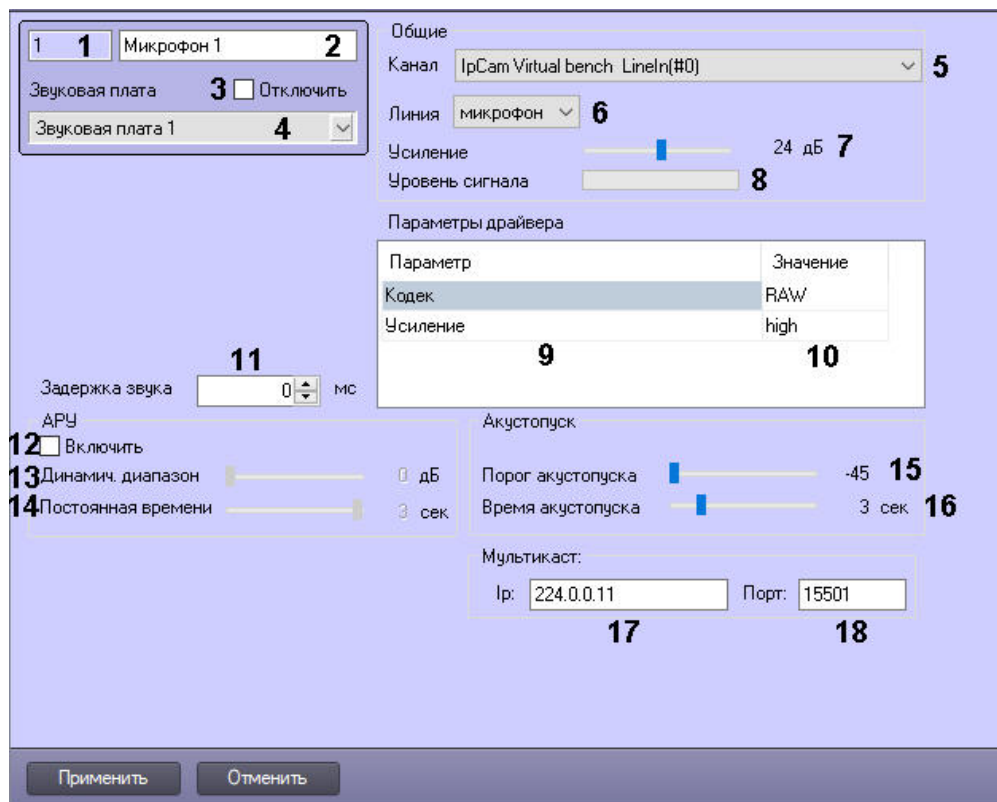 1 1 Микрофон 1 2
Звуковая плата 3 Отключить
Звуковая плата 1 4
Общие
Канал IpCam Virtual bench LineIn(#0) 5
Линия микрофон 6
Усиление 24 дБ 7
Уровень сигнала 8
Параметры драйвера
Параметр Значение
Кодек RAW
Усиление high
9 10
11
Задержка звука 0 мс
АРУ
12 Включить
13 Динамич. диапазон 0 дБ
14 Постоянная времени 3 сек
Акустопуск
Порог акустопуска -45 15
Время акустопуска 3 сек 16
Мультикаст:
Ip: 224.0.0.11 Порт: 15501
17 18
Применить Отменить